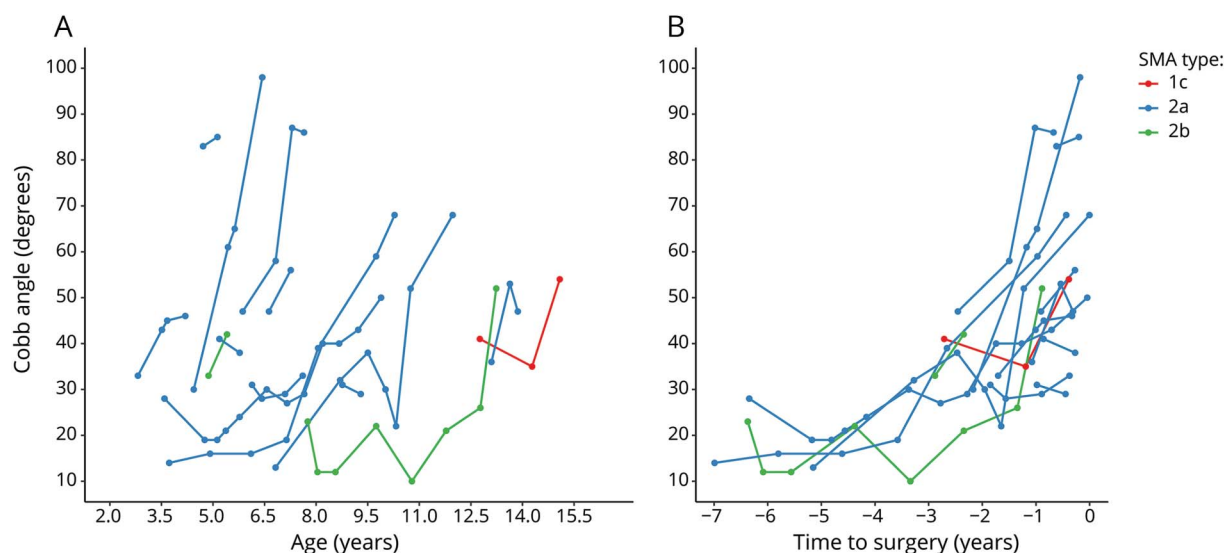 A
B
Cobb angle (degrees)
100
90
80
70
60
50
40
30
20
10
2.0 3.5 5.0 6.5 8.0 9.5 11.0 12.5 14.0 15.5
Age (years)
100
90
80
70
60
50
40
30
20
10
−7 −6 −5 −4 −3 −2 −1 0
Time to surgery (years)
SMA type:
1c
2a
2b